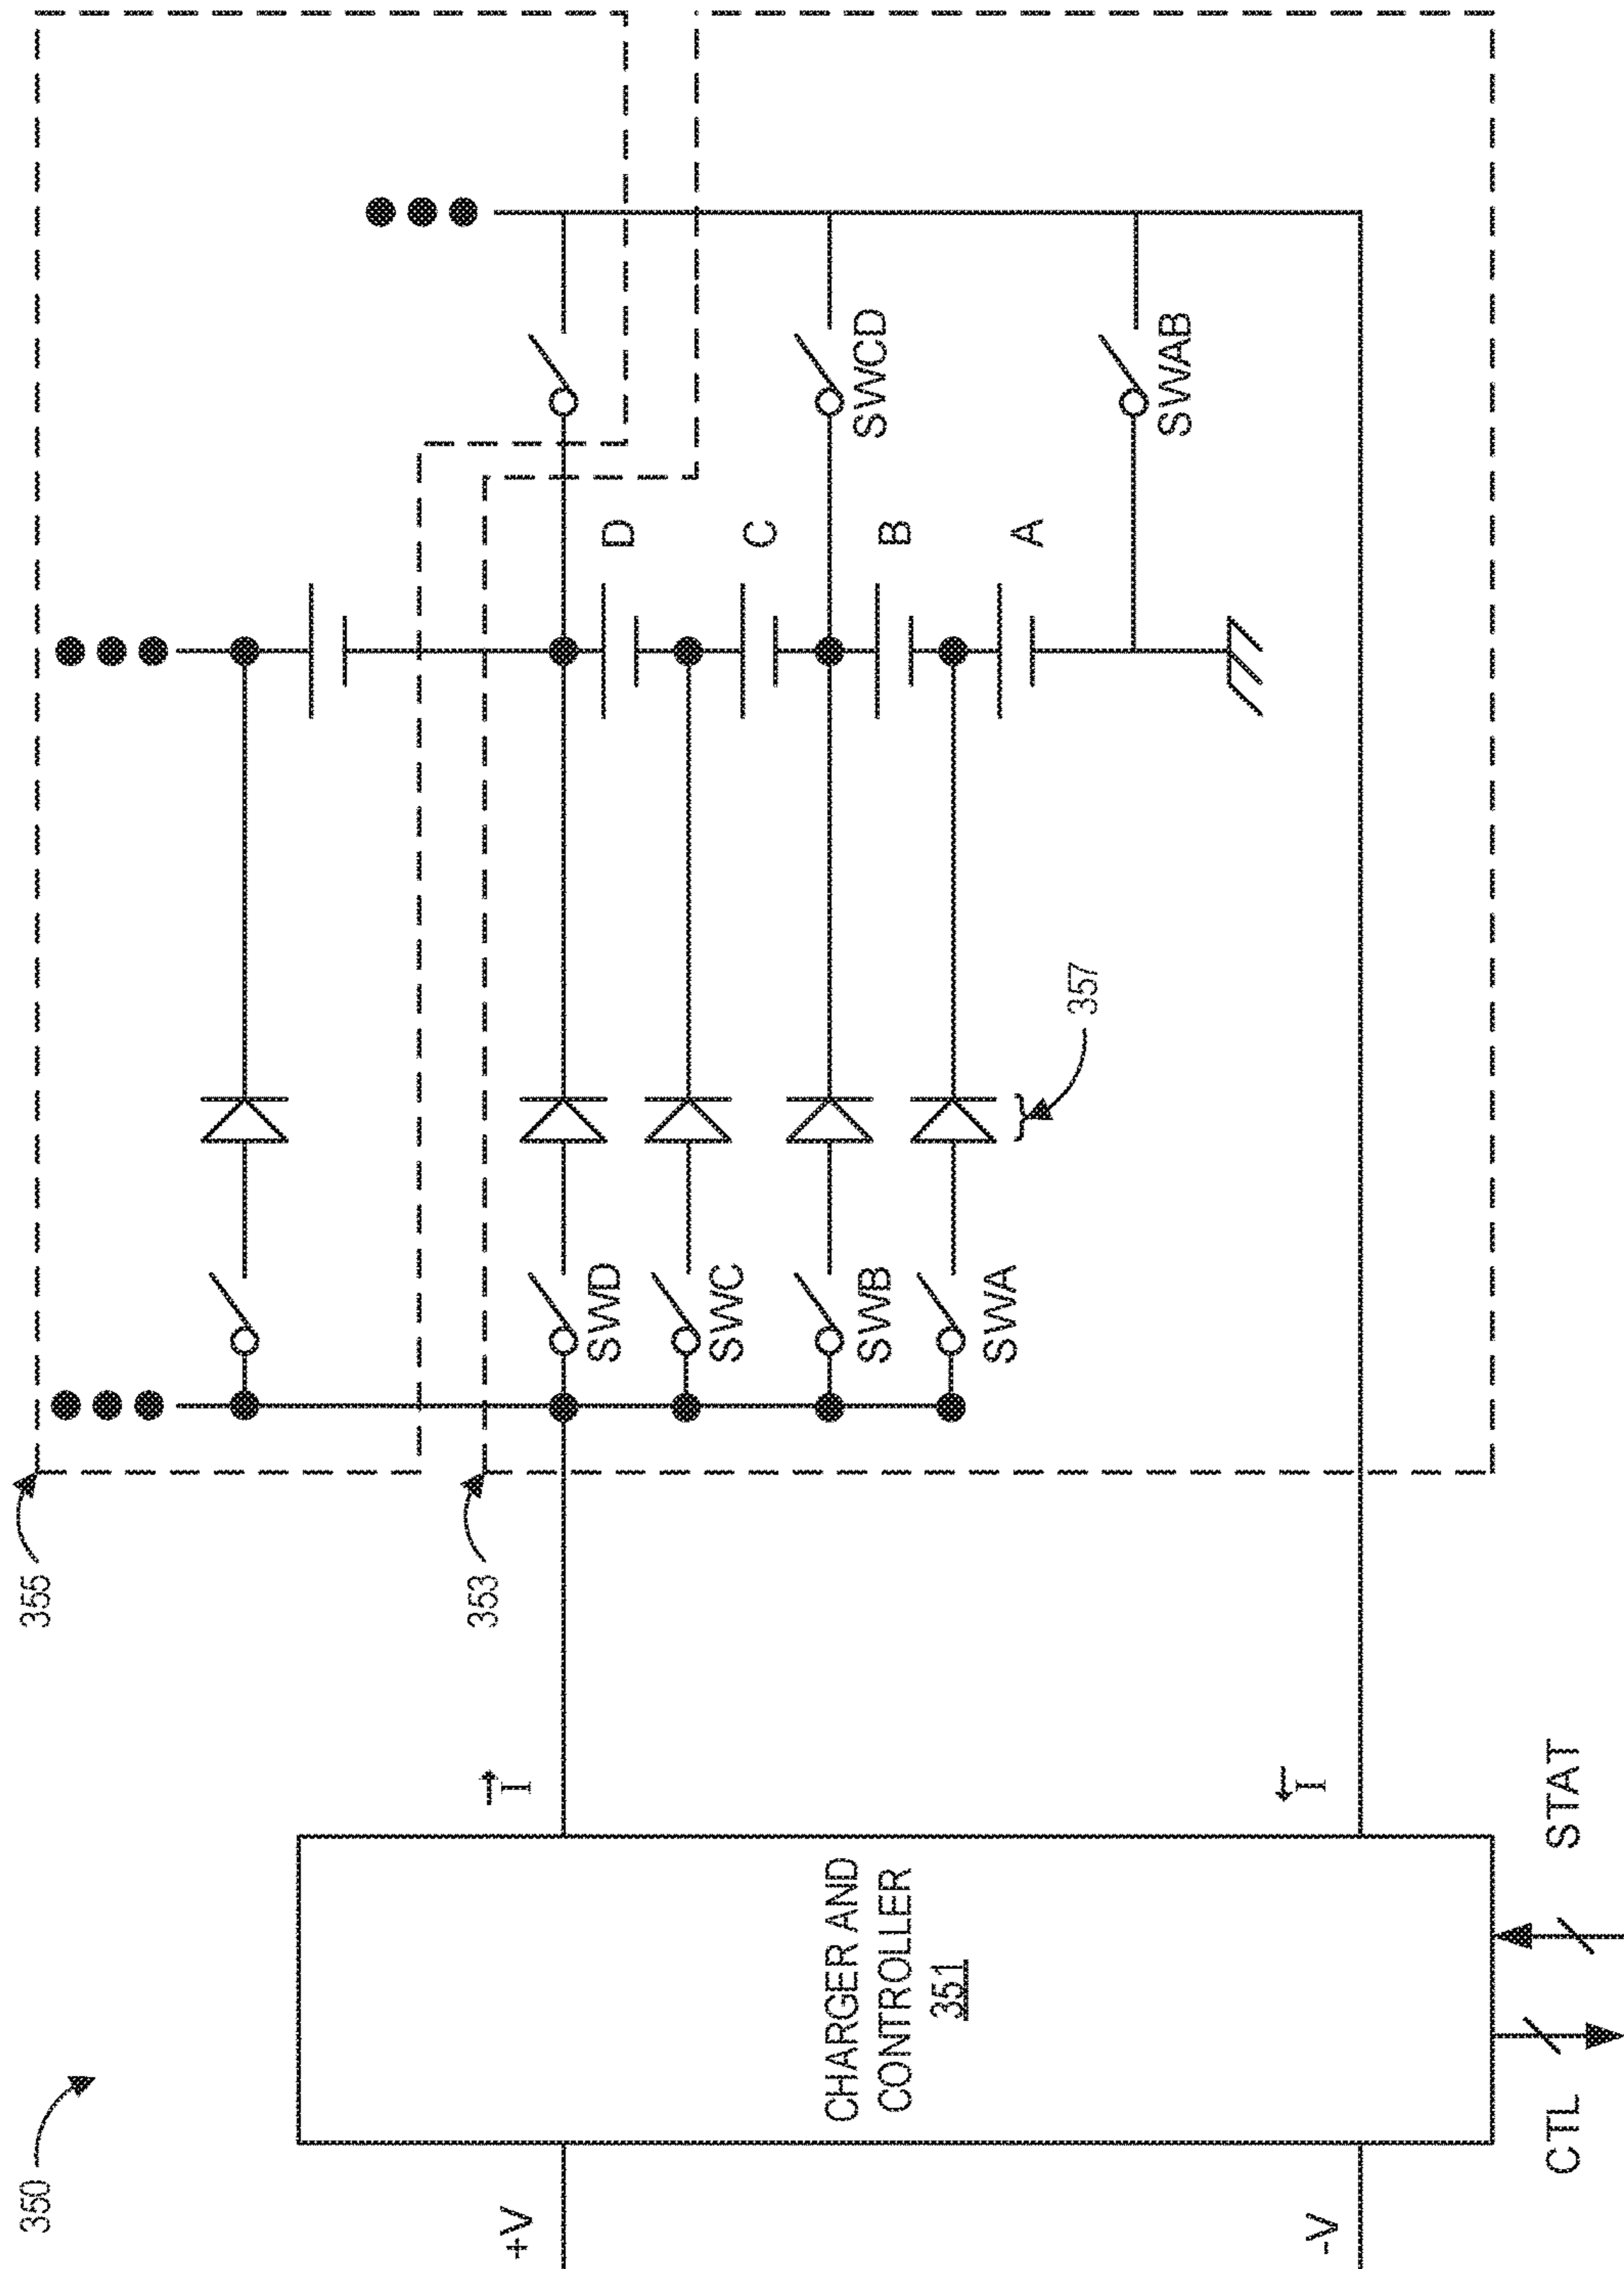 350
355
353
+V
-V
CHARGER AND
CONTROLLER
351
I
I
CTL
STAT
SWD
SWC
SWB
SWA
357
D
C
B
A
SWCD
SWAB